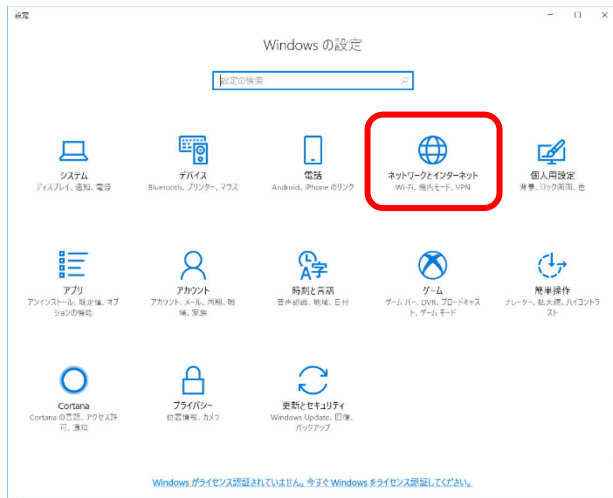 設定
Windows の設定
設定の検索
システム
ディスプレイ、通知、電源
デバイス
Bluetooth、プリンター、マウス
電話
Android、iPhone のリンク
ネットワークとインターネット
Wi-Fi、機内モード、VPN
個人用設定
背景、ロック画面、色
アプリ
アンインストール、既定値、オプ
ションの機能
アカウント
アカウント、メール、同期、職
場、家族
時刻と言語
音声認識、地域、日付
ゲーム
ゲーム バー、DVR、ブロードキャス
ト、ゲーム モード
簡単操作
ナレーター、拡大鏡、ハイコントラ
スト
Cortana
Cortana の言語、アクセス許
可、通知
プライバシー
位置情報、カメラ
更新とセキュリティ
Windows Update、回復、
バックアップ
Windows がライセンス認証されていません。今すぐ Windows をライセンス認証してください。